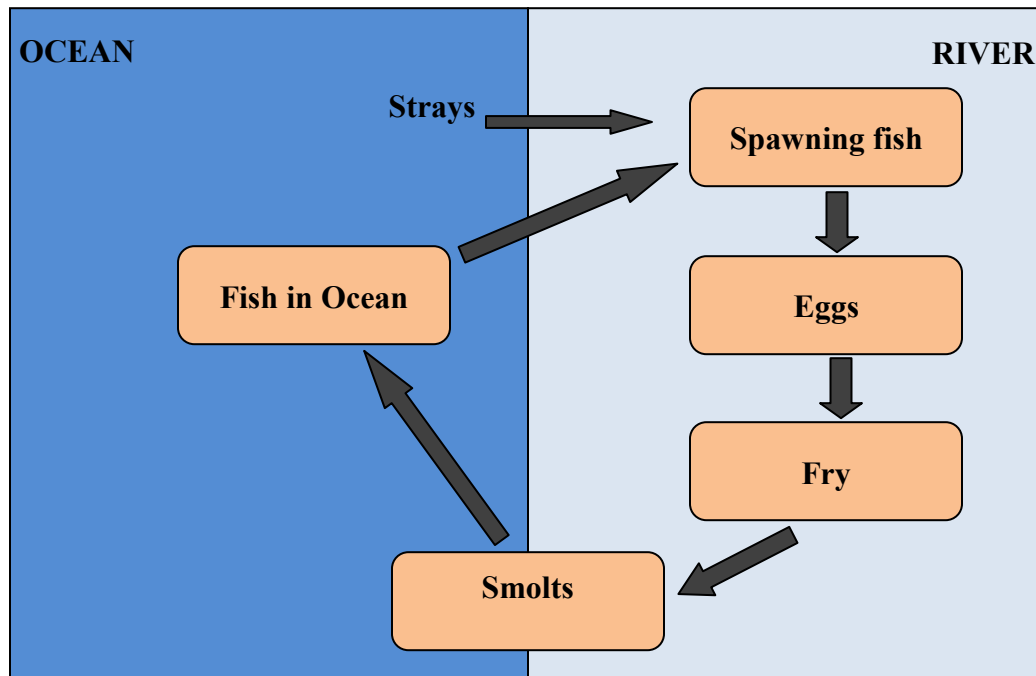 OCEAN
RIVER
Strays
Spawning fish
Fish in Ocean
Eggs
Fry
Smolts